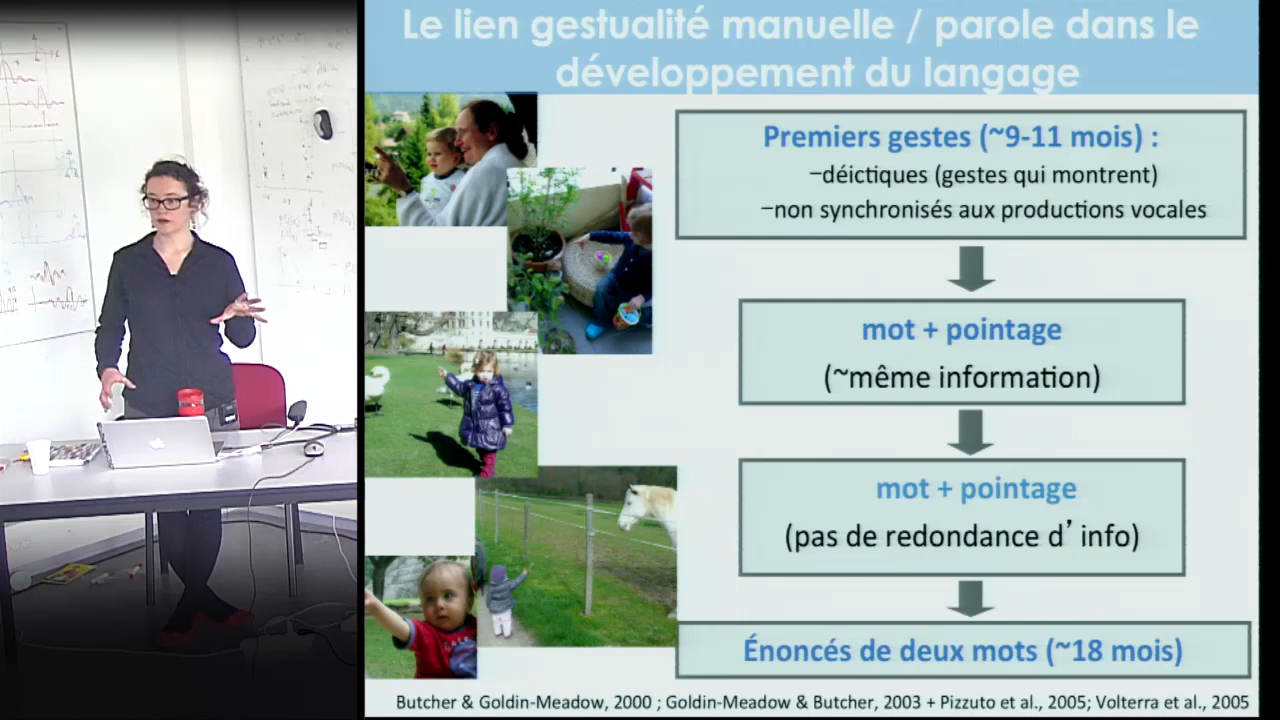 Le lien gestualité manuelle / parole dans le
développement du langage
Premiers gestes (~9-11 mois) :
–déictiques (gestes qui montrent)
–non synchronisés aux productions vocales
mot + pointage
(~même information)
mot + pointage
(pas de redondance d’ info)
Énoncés de deux mots (~18 mois)
Butcher & Goldin-Meadow, 2000 ; Goldin-Meadow & Butcher, 2003 + Pizzuto et al., 2005; Volterra et al., 2005